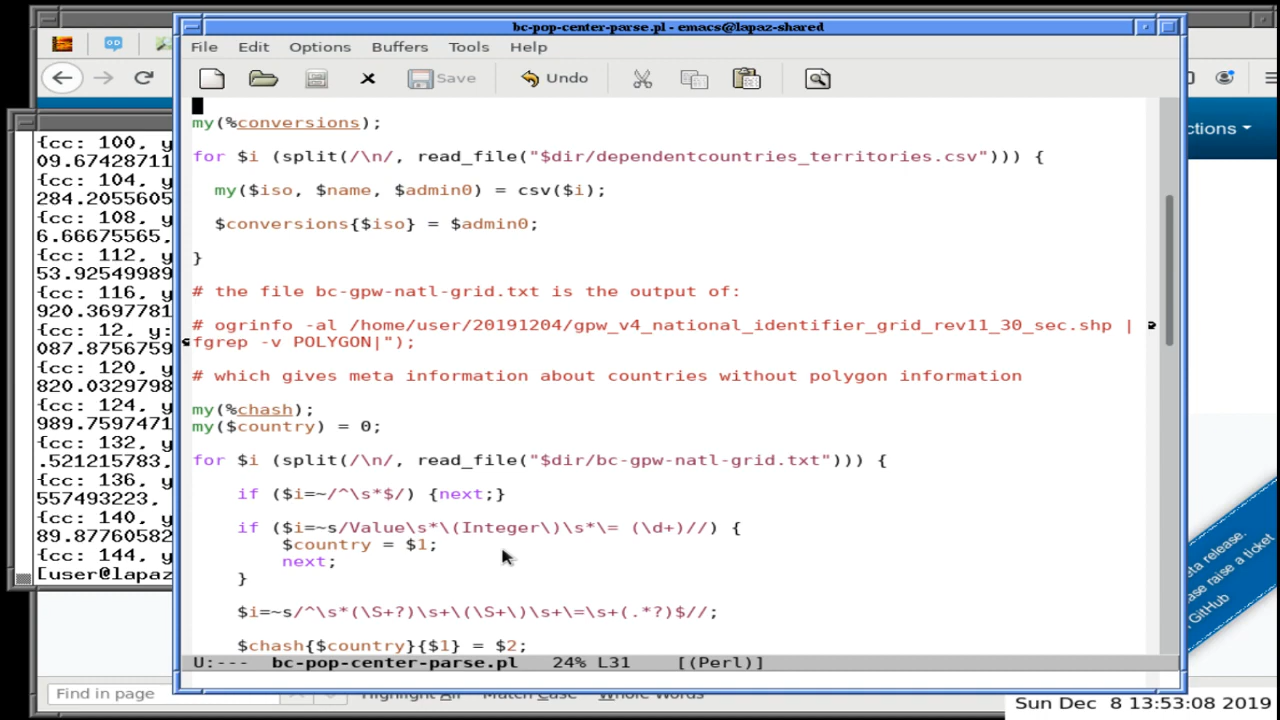 bc-pop-center-parse.pl - emacs@lapaz-shared
File Edit Options Buffers Tools Help
Save Undo
my(%conversions);
for $i (split(/\n/, read_file("$dir/dependentcountries_territories.csv"))) {
my($iso, $name, $admin0) = csv($i);
$conversions{$iso} = $admin0;
}
# the file bc-gpw-natl-grid.txt is the output of:
# ogrinfo -al /home/user/20191204/gpw_v4_national_identifier_grid_rev11_30_sec.shp |
fgrep -v POLYGON|");
# which gives meta information about countries without polygon information
my(%chash);
my($country) = 0;
for $i (split(/\n/, read_file("$dir/bc-gpw-natl-grid.txt"))) {
if ($i=~/^\s*$/) {next;}
if ($i=~s/Value\s*\(Integer\)\s*\= (\d+)//) {
$country = $1;
next;
}
$i=~s/^\s*(\S+?)\s+\(\S+\)\s+\=\s+(.*?)$//;
$chash{$country}{$1} = $2;
U:--- bc-pop-center-parse.pl 24% L31 [(Perl)]
{cc: 100, y
09.67428711
{cc: 104, y
284.2055605
{cc: 108, y
6.66675565,
{cc: 112, y
53.92549989
{cc: 116, y
920.3697781
{cc: 12, y:
087.8756759
{cc: 120, y
820.0329798
{cc: 124, y
989.7597471
{cc: 132, y
.521215783,
{cc: 136, y
557493223,
{cc: 140, y
89.87760582
{cc: 144, y
[user@lapaz
ctions
eta release.
ase raise a ticket
GitHub
Find in page
Highlight All Match Case Whole Words
Sun Dec 8 13:53:08 2019